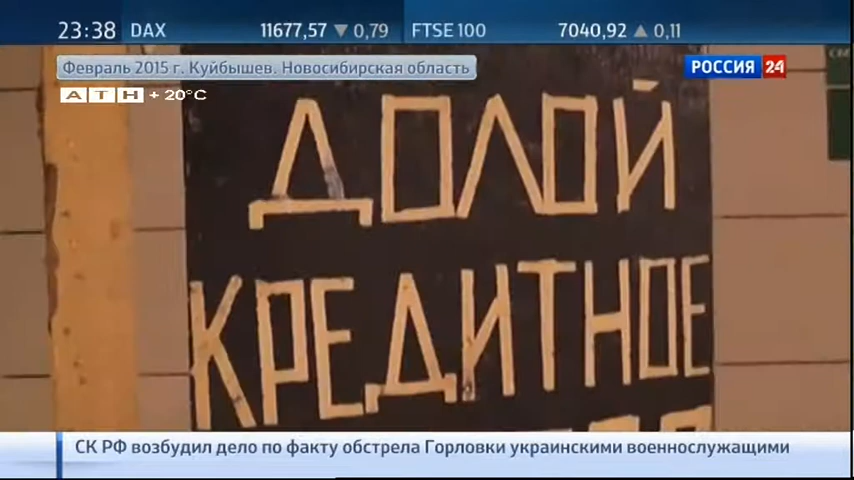 23:38 DAX 11677,57 ▼ 0,79 FTSE 100 7040,92 ▲ 0,11
Февраль 2015 г. Куйбышев. Новосибирская область
РОССИЯ 24
АТН + 20°C
ДОЛОЙ
КРЕДИТНОЕ
СК РФ возбудил дело по факту обстрела Горловки украинскими военнослужащими